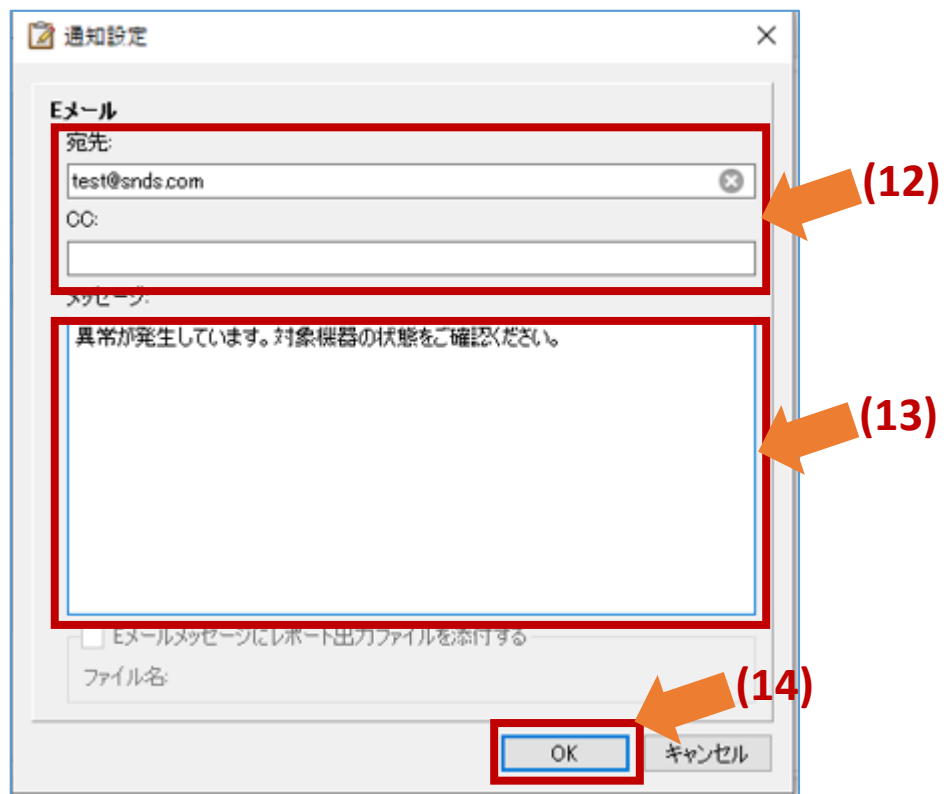 通知設定
Eメール
宛先:
test@snds.com
(12)
CC:
メッセージ:
異常が発生しています。対象機器の状態をご確認ください。
(13)
Eメールメッセージにレポート出力ファイルを添付する
ファイル名:
(14)
OK
キャンセル